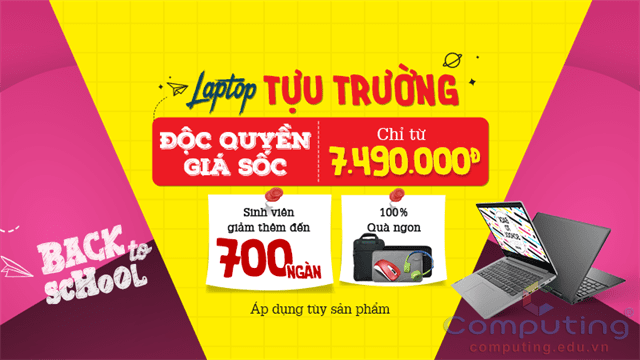 Laptop TỰU TRƯỜNG
ĐỘC QUYỀN
GIÁ SỐC
Chỉ từ
7.490.000Đ
Sinh viên
giảm thêm đến
700 NGÀN
100%
Quà ngon
BACK to
SCHOOL
Áp dụng tùy sản phẩm
Computing
computing.edu.vn